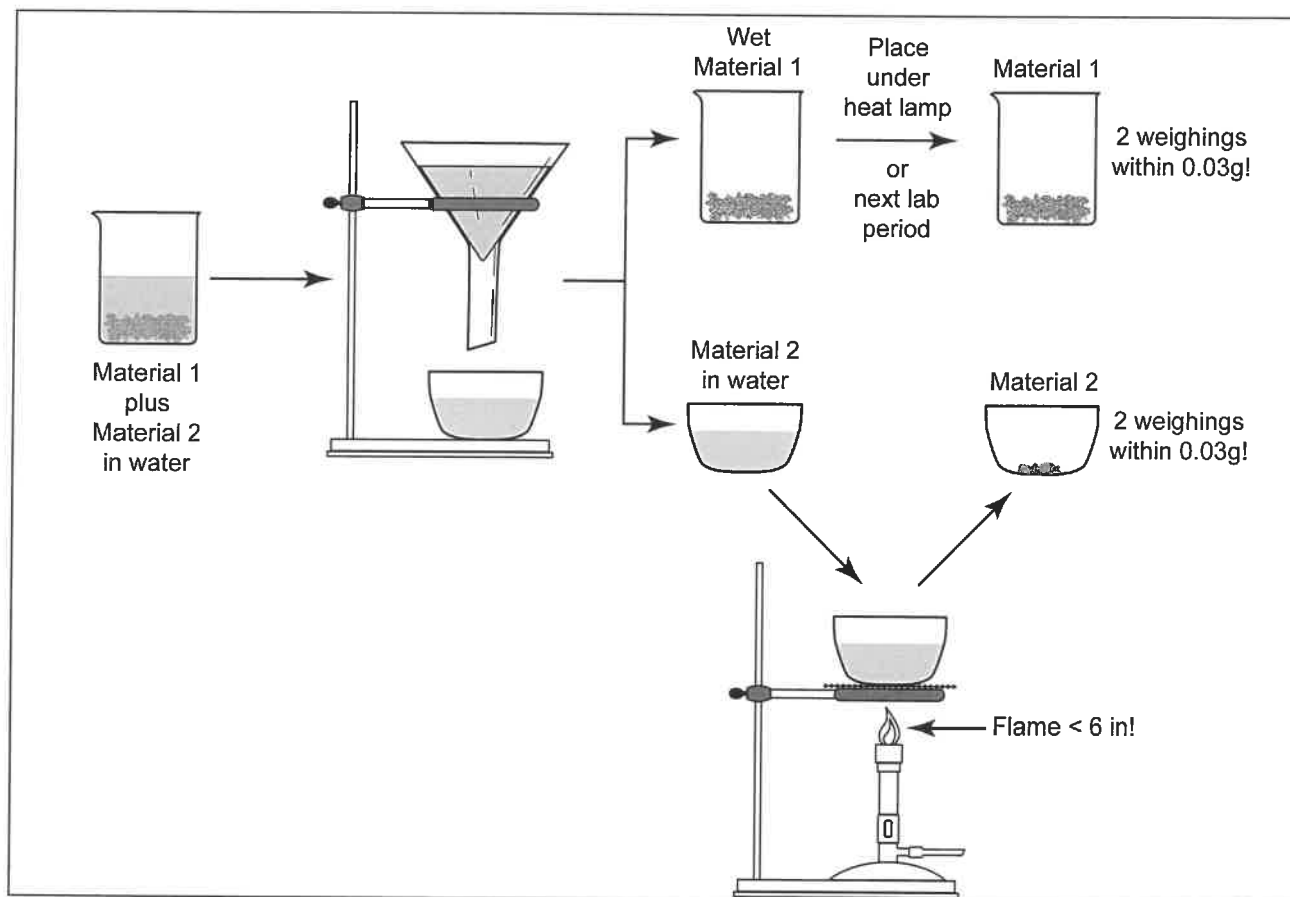 Material 1
plus
Material 2
in water
Wet
Material 1
Place
under
heat lamp
or
next lab
period
Material 1
2 weighings
within 0.03g!
Material 2
in water
Material 2
2 weighings
within 0.03g!
Flame < 6 in!